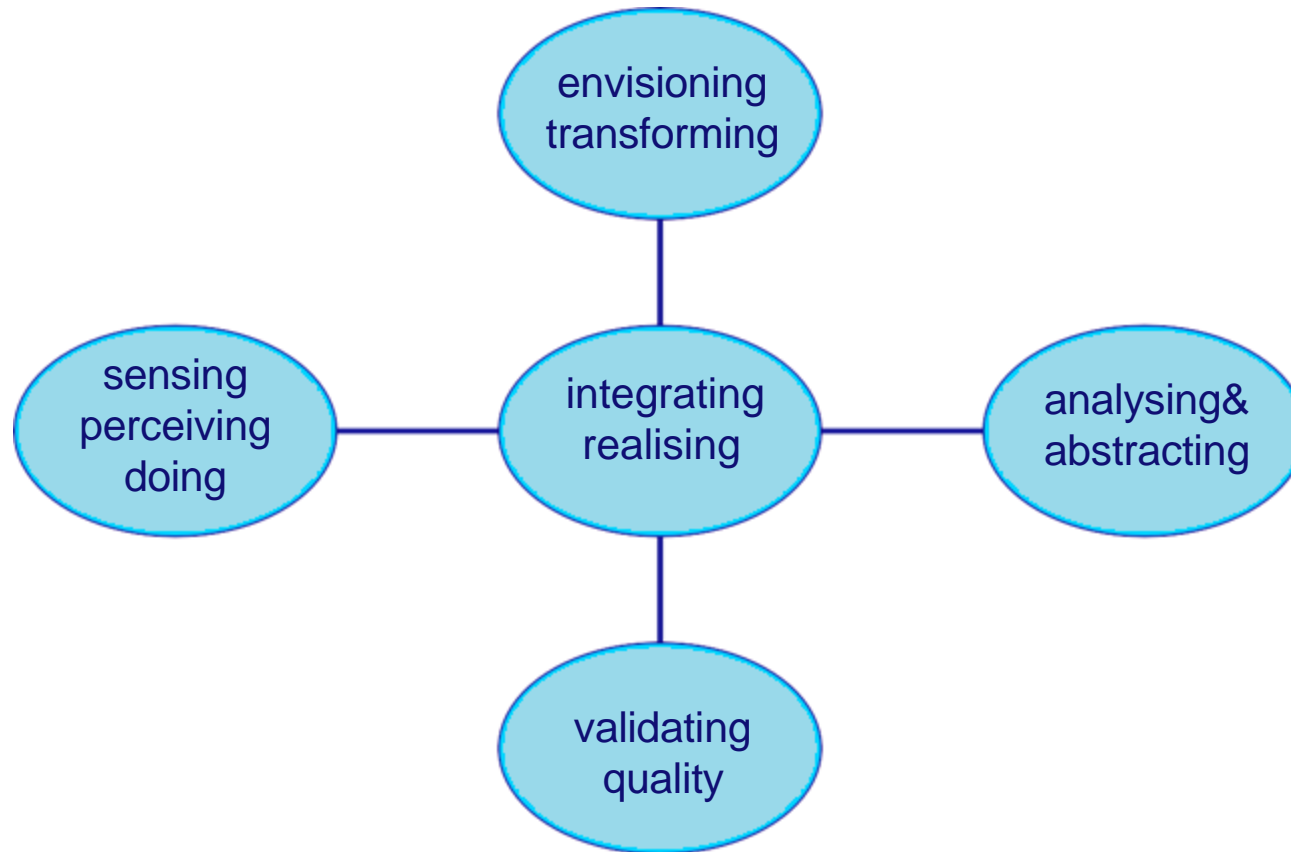 envisioning
transforming
sensing
perceiving
doing
integrating
realising
analysing&
abstracting
validating
quality